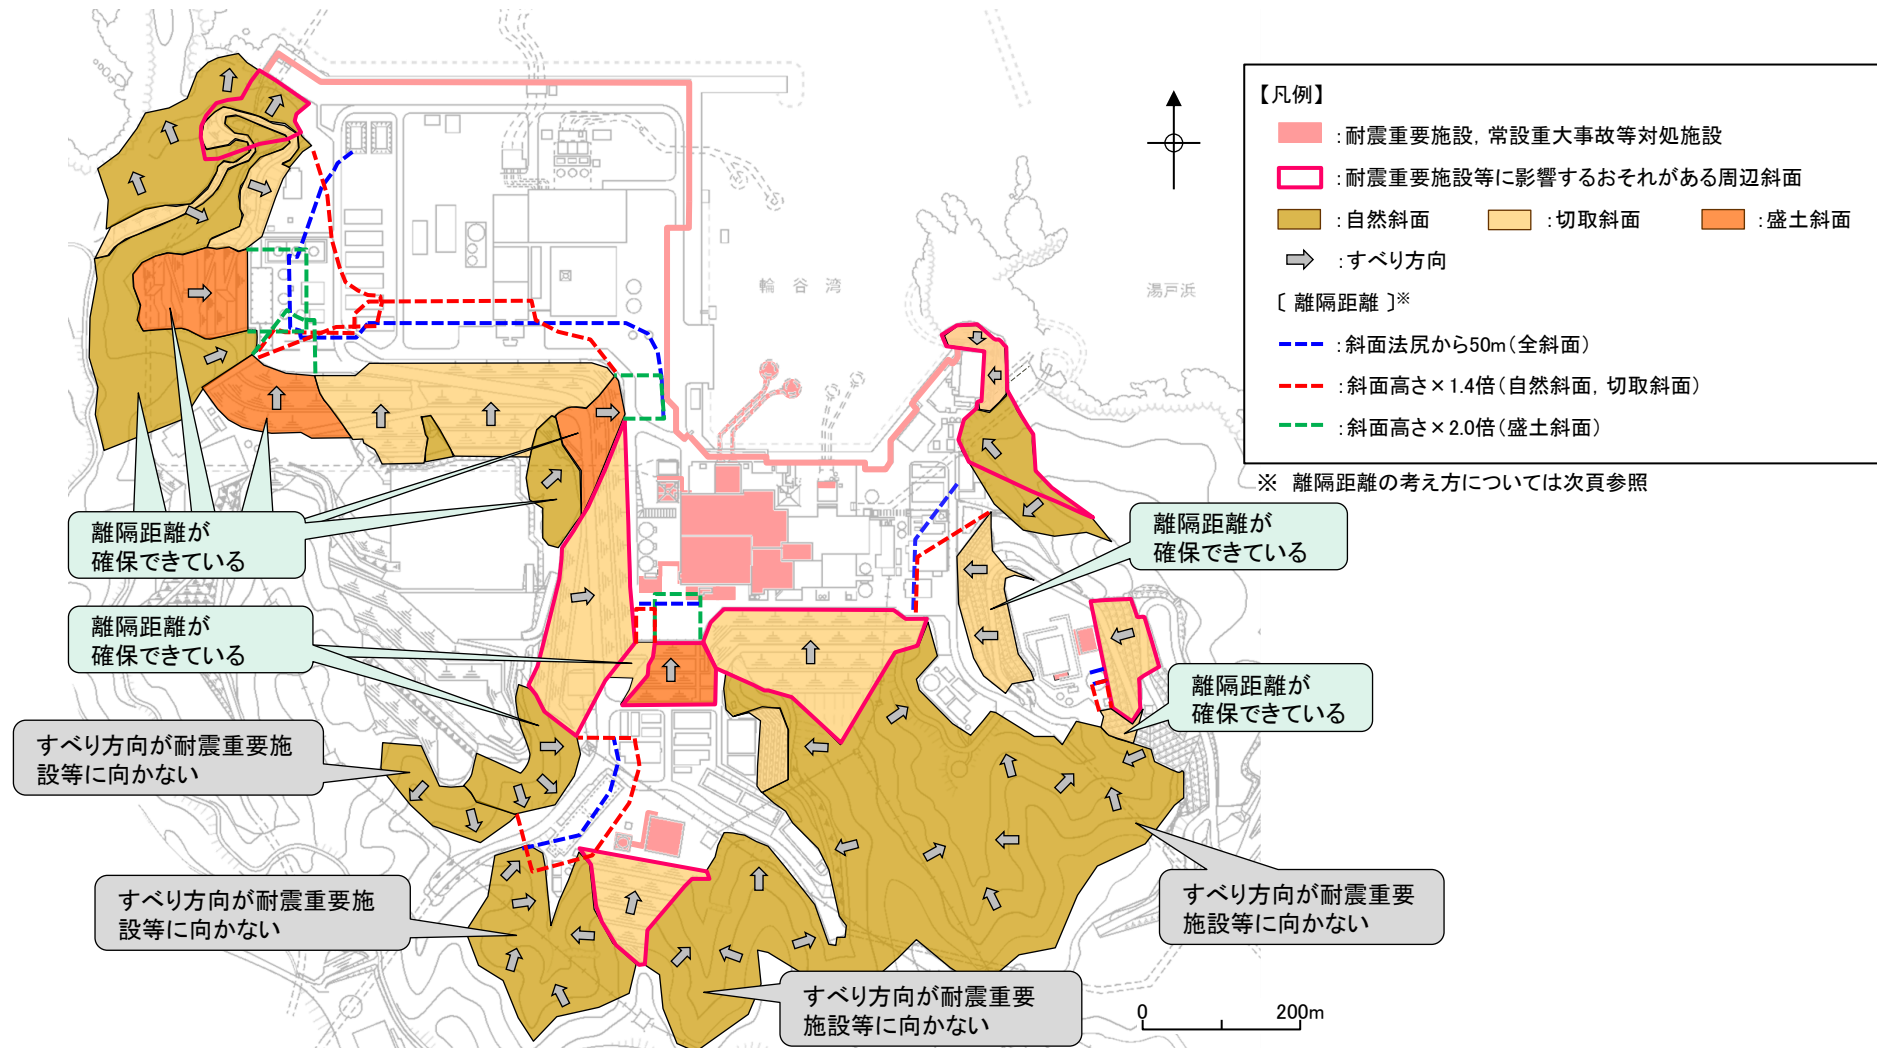 【凡例】
：耐震重要施設，常設重大事故等対処施設
：耐震重要施設等に影響するおそれがある周辺斜面
：自然斜面
：切取斜面
：盛土斜面
：すべり方向
〔 離隔距離 〕※
：斜面法尻から50m（全斜面）
：斜面高さ×1.4倍（自然斜面，切取斜面）
：斜面高さ×2.0倍（盛土斜面）
※ 離隔距離の考え方については次頁参照
輪谷湾
湯戸浜
離隔距離が
確保できている
離隔距離が
確保できている
離隔距離が
確保できている
離隔距離が
確保できている
すべり方向が耐震重要施
設等に向かない
すべり方向が耐震重要施
設等に向かない
すべり方向が耐震重要
施設等に向かない
すべり方向が耐震重要
施設等に向かない
0 200m